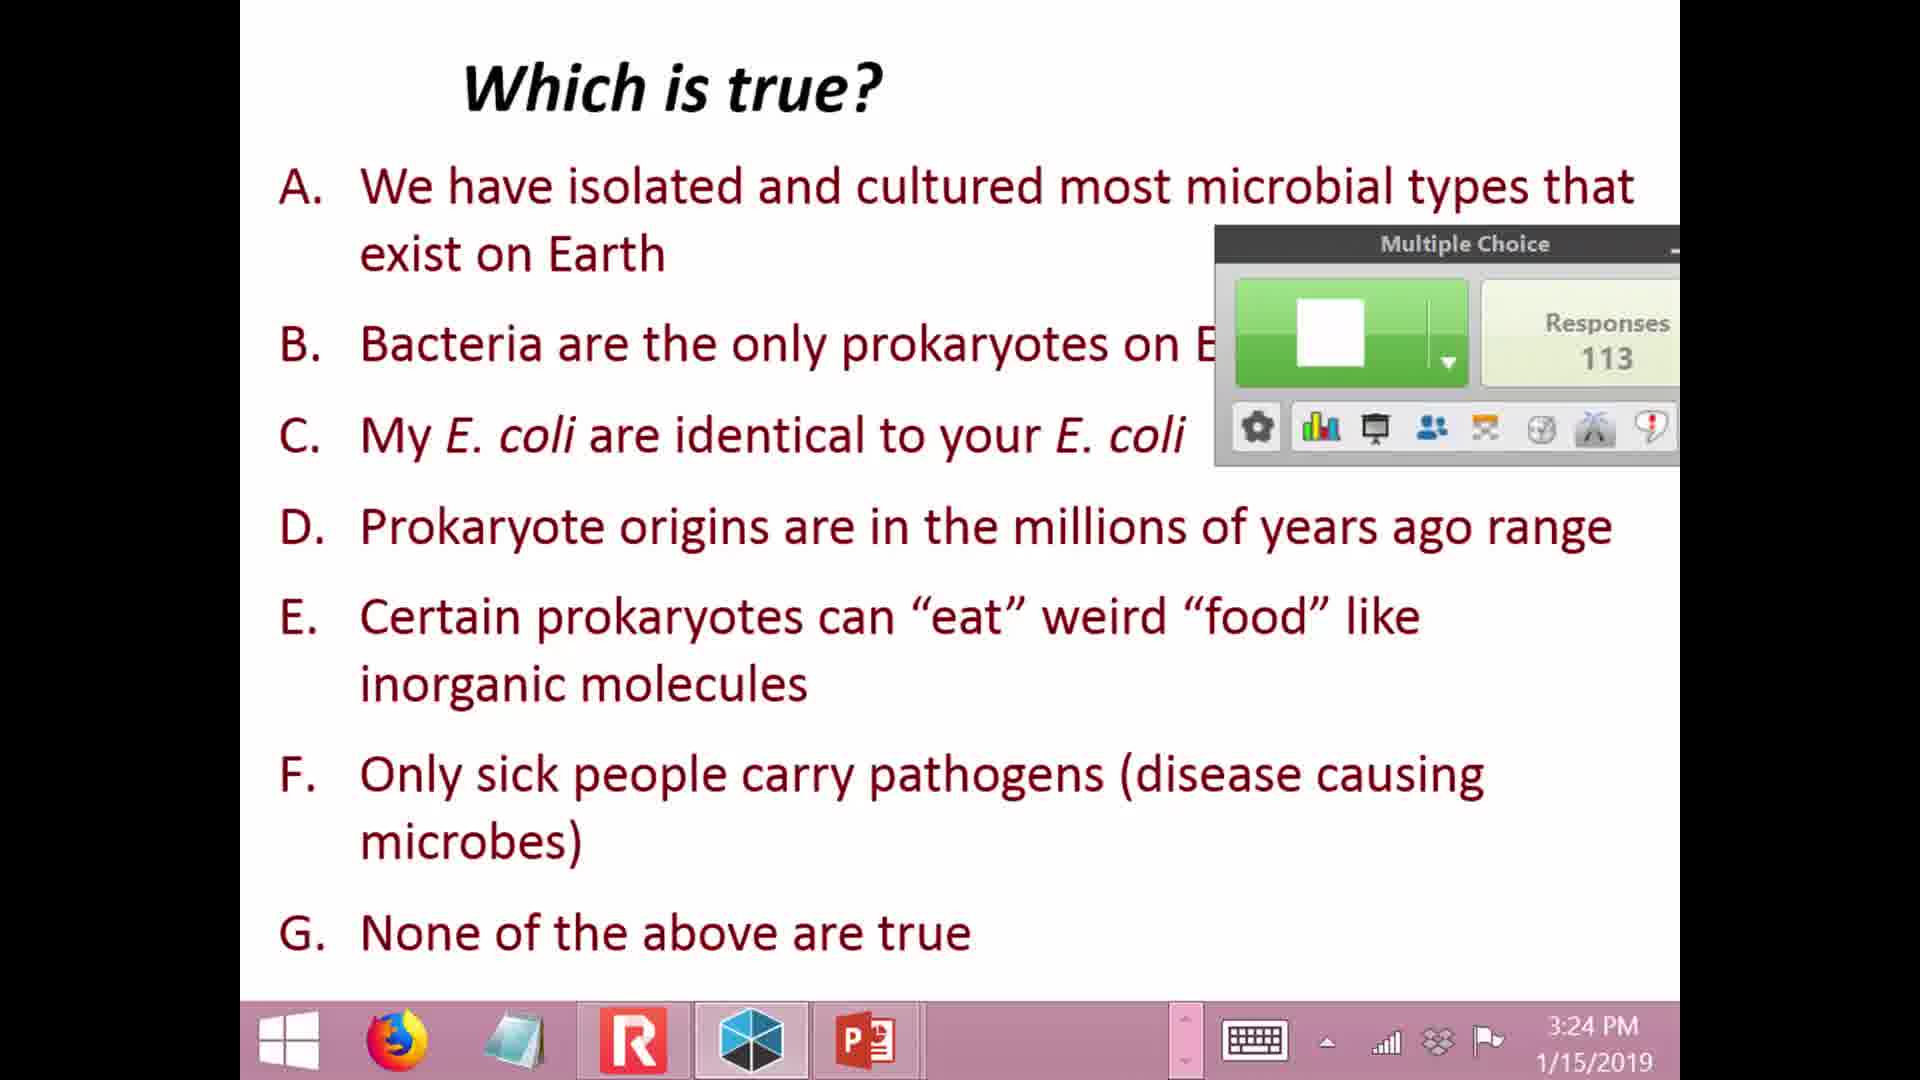 Which is true?
A. We have isolated and cultured most microbial types that
exist on Earth
Multiple Choice
B. Bacteria are the only prokaryotes on
Responses
113
C. My E. coli are identical to your E. coli
D. Prokaryote origins are in the millions of years ago range
E. Certain prokaryotes can “eat” weird “food” like
inorganic molecules
F. Only sick people carry pathogens (disease causing
microbes)
G. None of the above are true
3:24 PM
1/15/2019